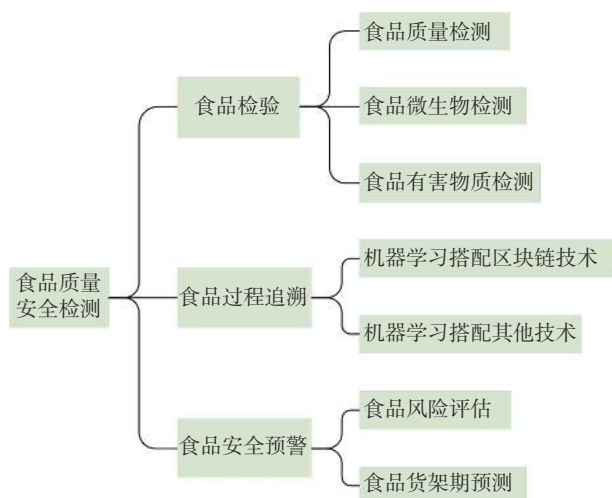 食品质量
安全检测
食品检验
食品质量检测
食品微生物检测
食品有害物质检测
食品过程追溯
机器学习搭配区块链技术
机器学习搭配其他技术
食品安全预警
食品风险评估
食品货架期预测